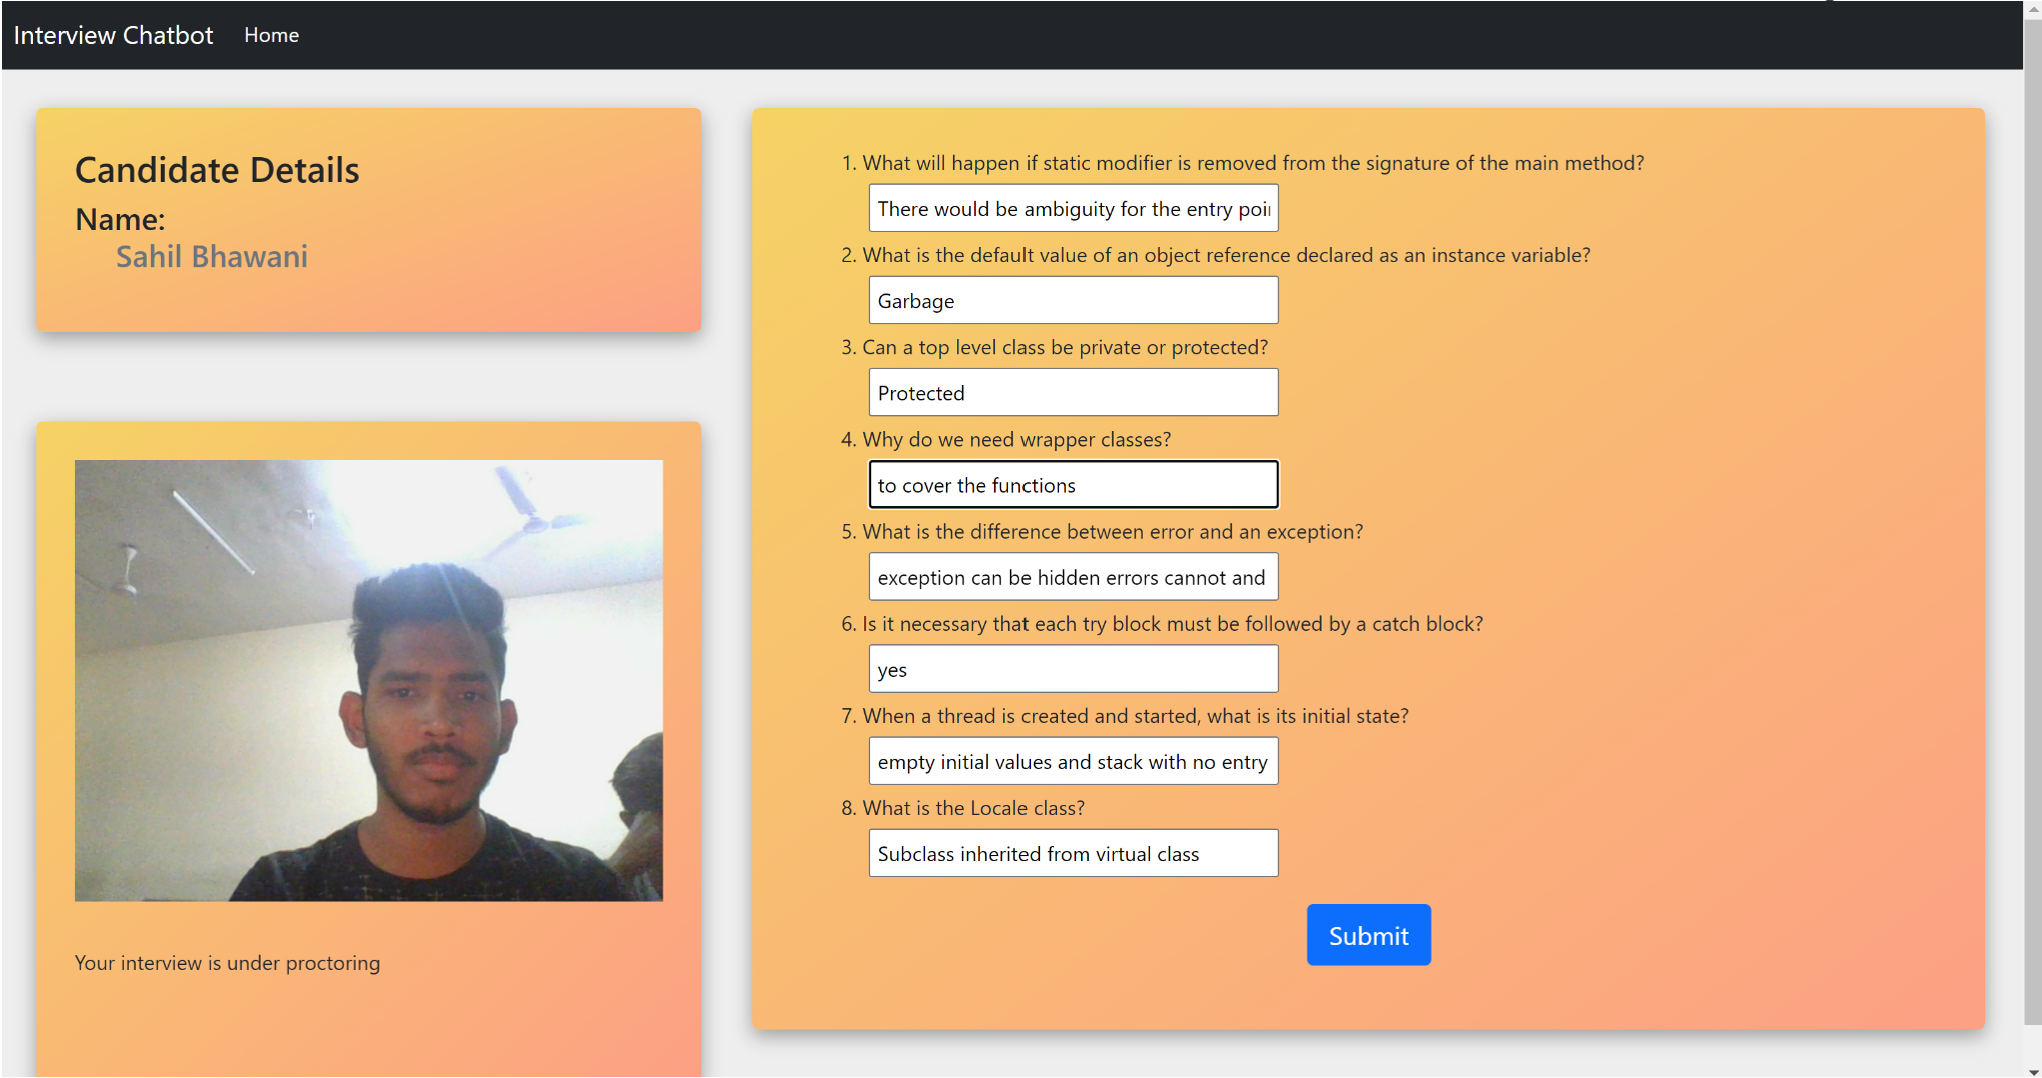 Interview Chatbot Home
Candidate Details
Name:
Sahil Bhawani
Your interview is under proctoring
1. What will happen if static modifier is removed from the signature of the main method?
There would be ambiguity for the entry poi
2. What is the default value of an object reference declared as an instance variable?
Garbage
3. Can a top level class be private or protected?
Protected
4. Why do we need wrapper classes?
to cover the functions
5. What is the difference between error and an exception?
exception can be hidden errors cannot and
6. Is it necessary that each try block must be followed by a catch block?
yes
7. When a thread is created and started, what is its initial state?
empty initial values and stack with no entry
8. What is the Locale class?
Subclass inherited from virtual class
Submit